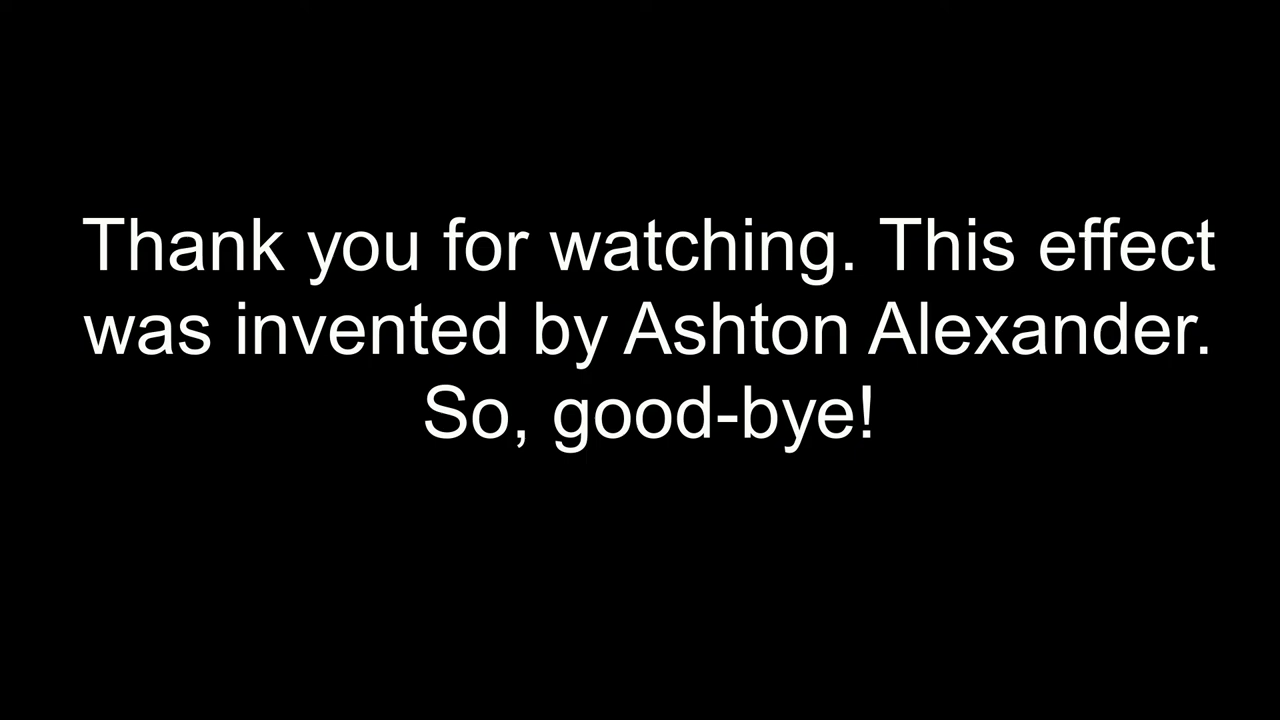 Thank you for watching. This effect
was invented by Ashton Alexander.
So, good-bye!